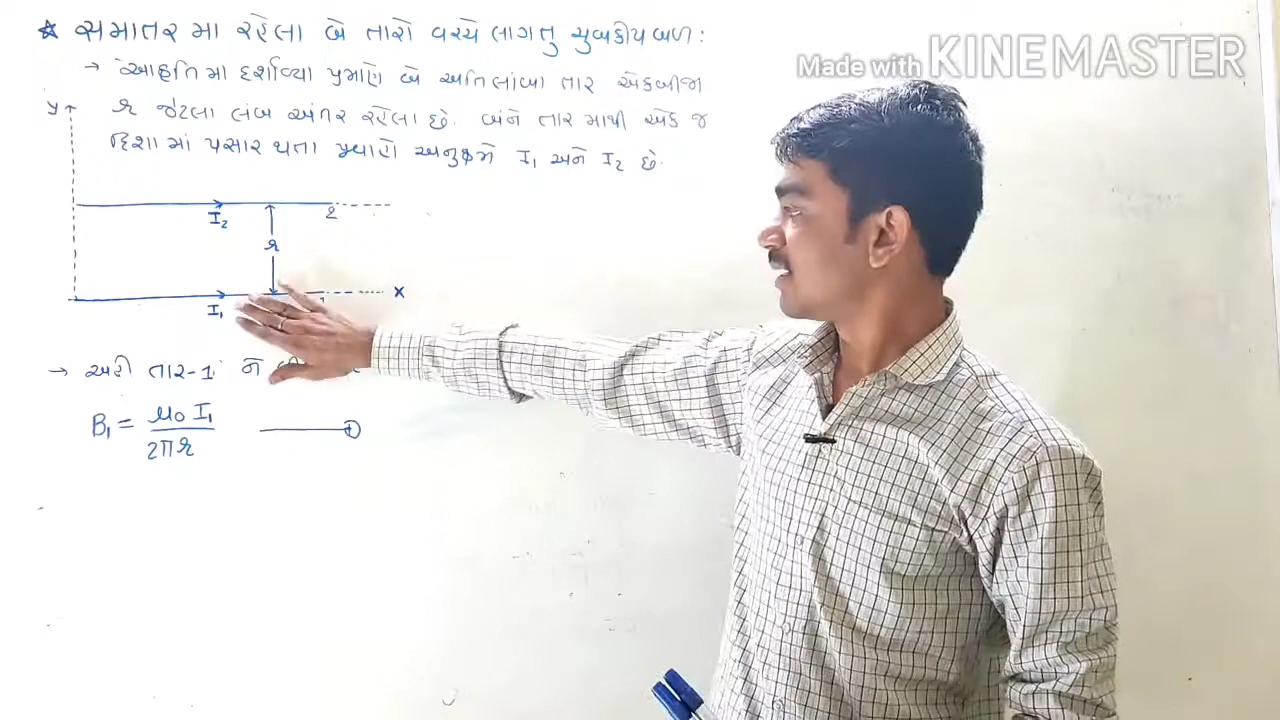 Made with KINEMASTER
* સમાતર મા રહેલા બે તારો વચ્ચે લાગતુ ચુબકીય બળ :
→ આકૃતિ મા દર્શાવ્યા પ્રમાણે બે અતિ લાંબા તાર એકબીજા
r જેટલા લંબ અંતર રહેલા છે. બંને તાર માથી એક જ
દિશા માં પસાર થતા પ્રવાહો અનુક્રમે I₁ અને I₂ છે.
y
I₂
2
r
I₁
X
→ અહી તાર-1 ને
B₁ = μ₀ I₁ / 2πr —①